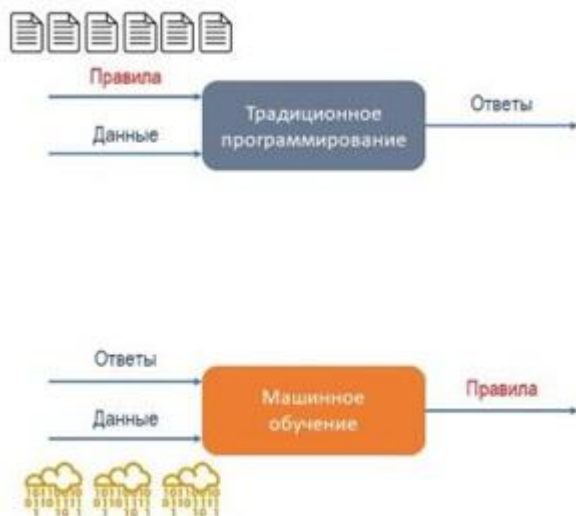 Правила
Данные
Традиционное
программирование
Ответы
Ответы
Данные
Машинное
обучение
Правила